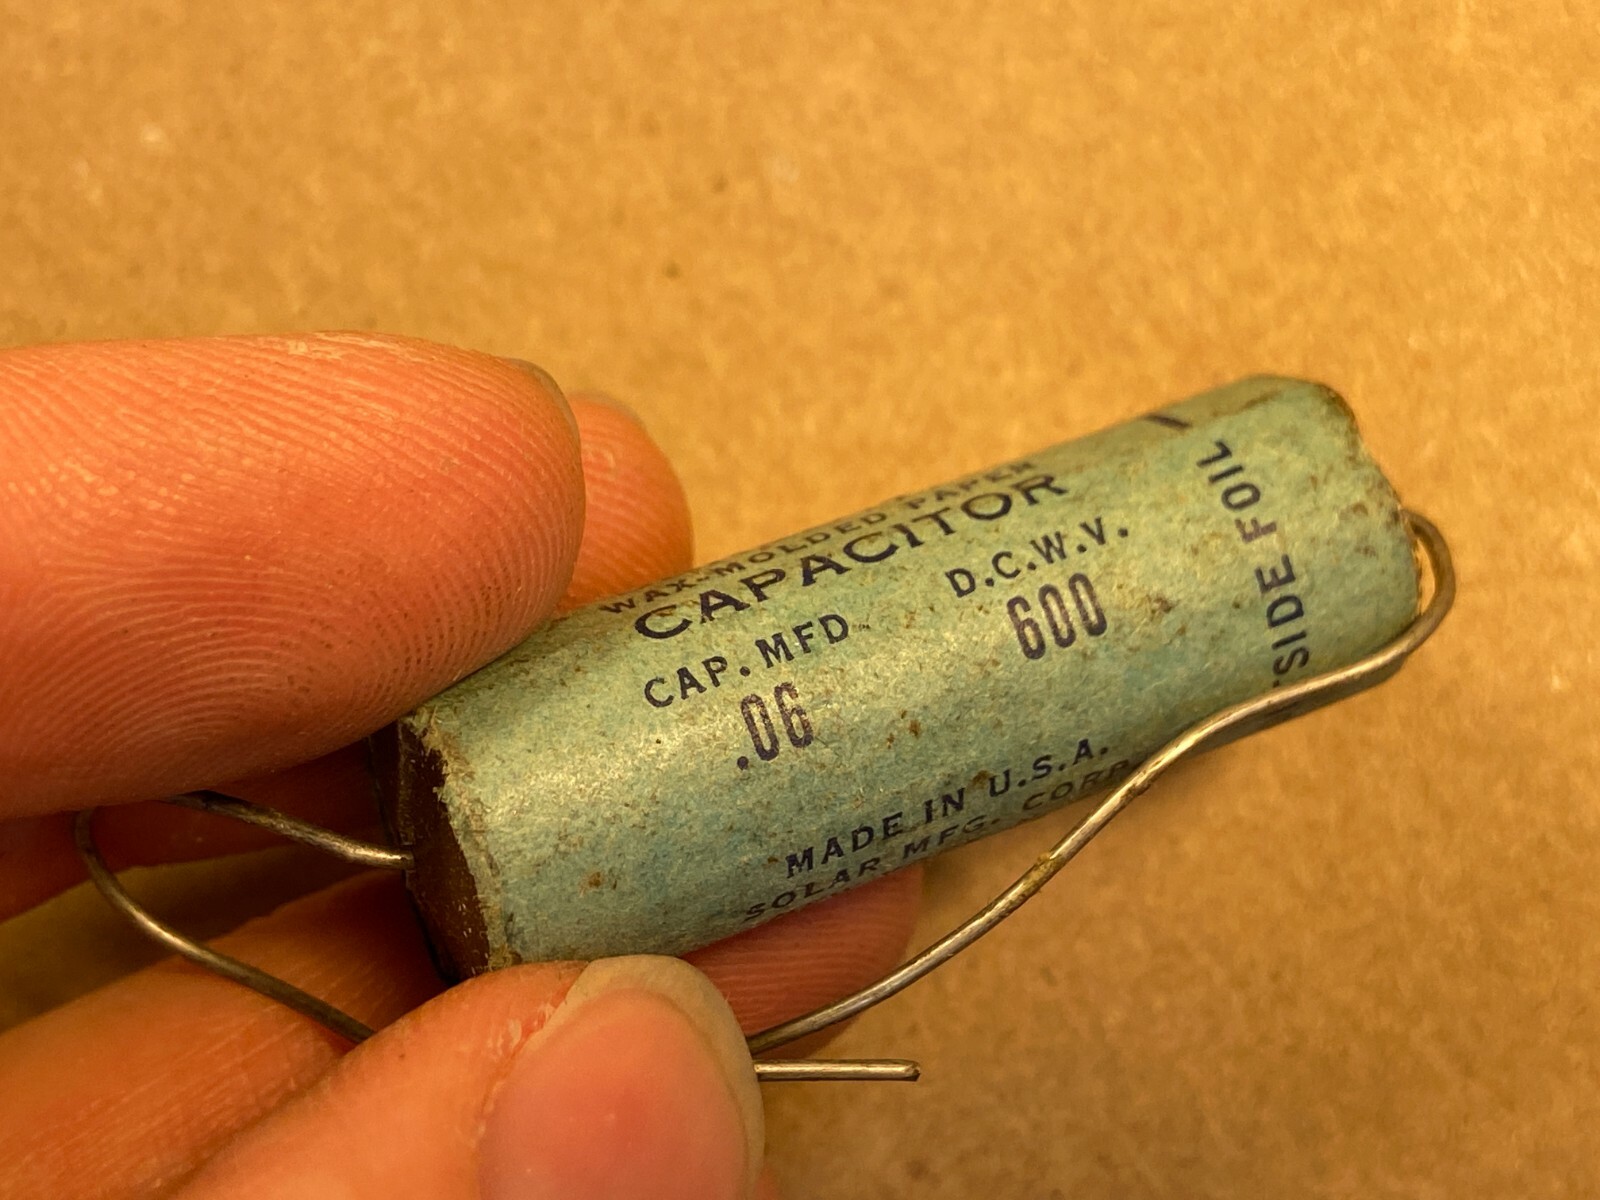 WAX-MOLDED PAPER
CAPACITOR
CAP. MFD D.C.W.V.
.06 600
MADE IN U.S.A.
SOLAR MFG. CORP.
SIDE FOIL